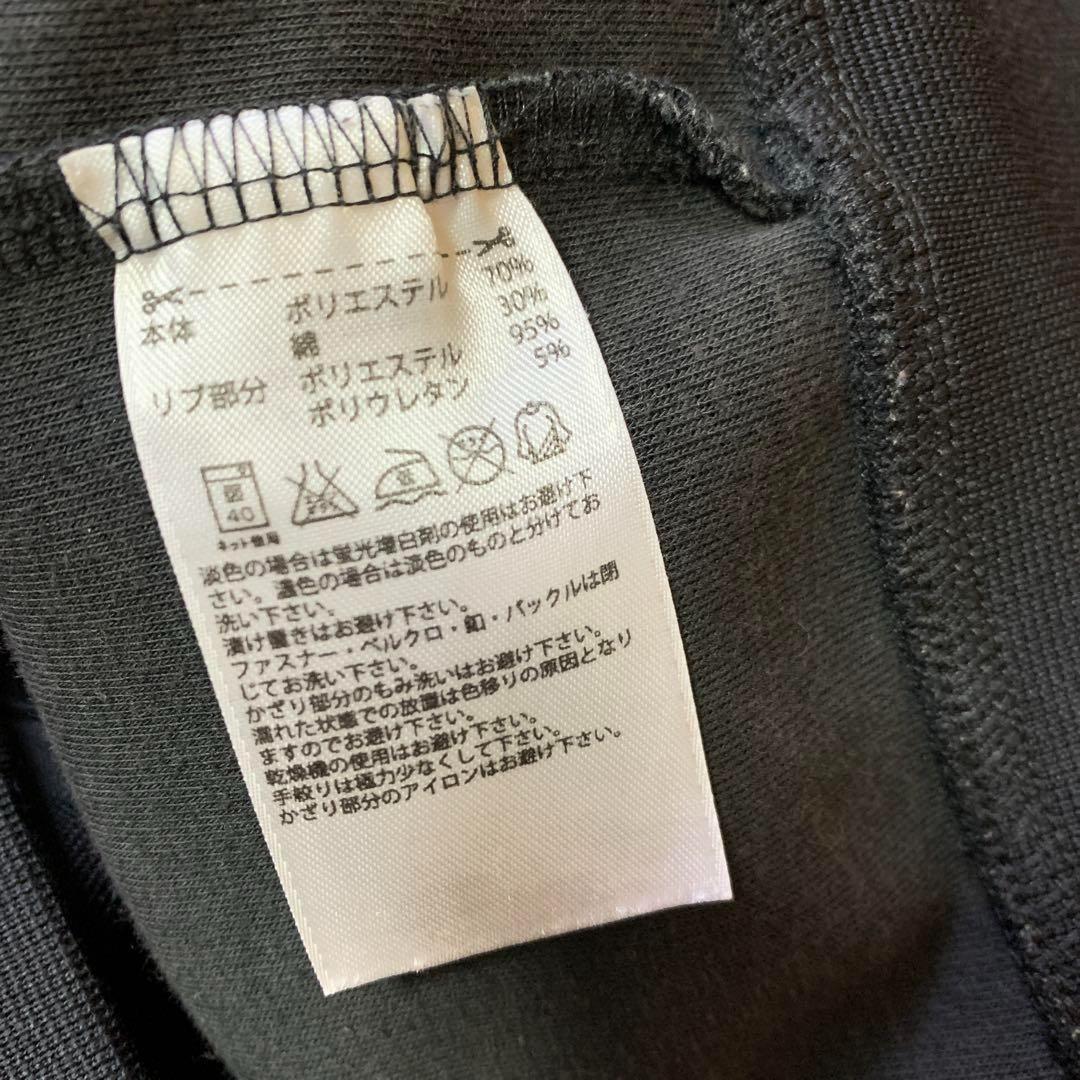 本体 ポリエステル 70%
綿 30%
リブ部分 ポリエステル 95%
ポリウレタン 5%
40
ネット使用
淡色の場合は蛍光増白剤の使用はお避け下
さい。濃色の場合は淡色のものと分けてお
洗い下さい。
漬け置きはお避け下さい。
ファスナー・ベルクロ・釦・バックルは閉
じてお洗い下さい。
かざり部分のもみ洗いはお避け下さい。
濡れた状態での放置は色移りの原因となり
ますのでお避け下さい。
乾燥機の使用はお避け下さい。
手絞りは極力少なくして下さい。
かざり部分のアイロンはお避け下さい。